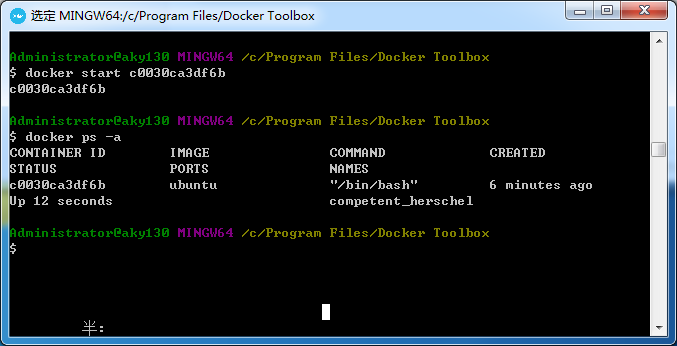 选定 MINGW64:/c/Program Files/Docker Toolbox
Administrator@aky130 MINGW64 /c/Program Files/Docker Toolbox
$ docker start c0030ca3df6b
c0030ca3df6b
Administrator@aky130 MINGW64 /c/Program Files/Docker Toolbox
$ docker ps -a
CONTAINER ID        IMAGE               COMMAND             CREATED
STATUS              PORTS               NAMES
c0030ca3df6b        ubuntu              "/bin/bash"         6 minutes ago
Up 12 seconds                           competent_herschel
Administrator@aky130 MINGW64 /c/Program Files/Docker Toolbox
$
半: